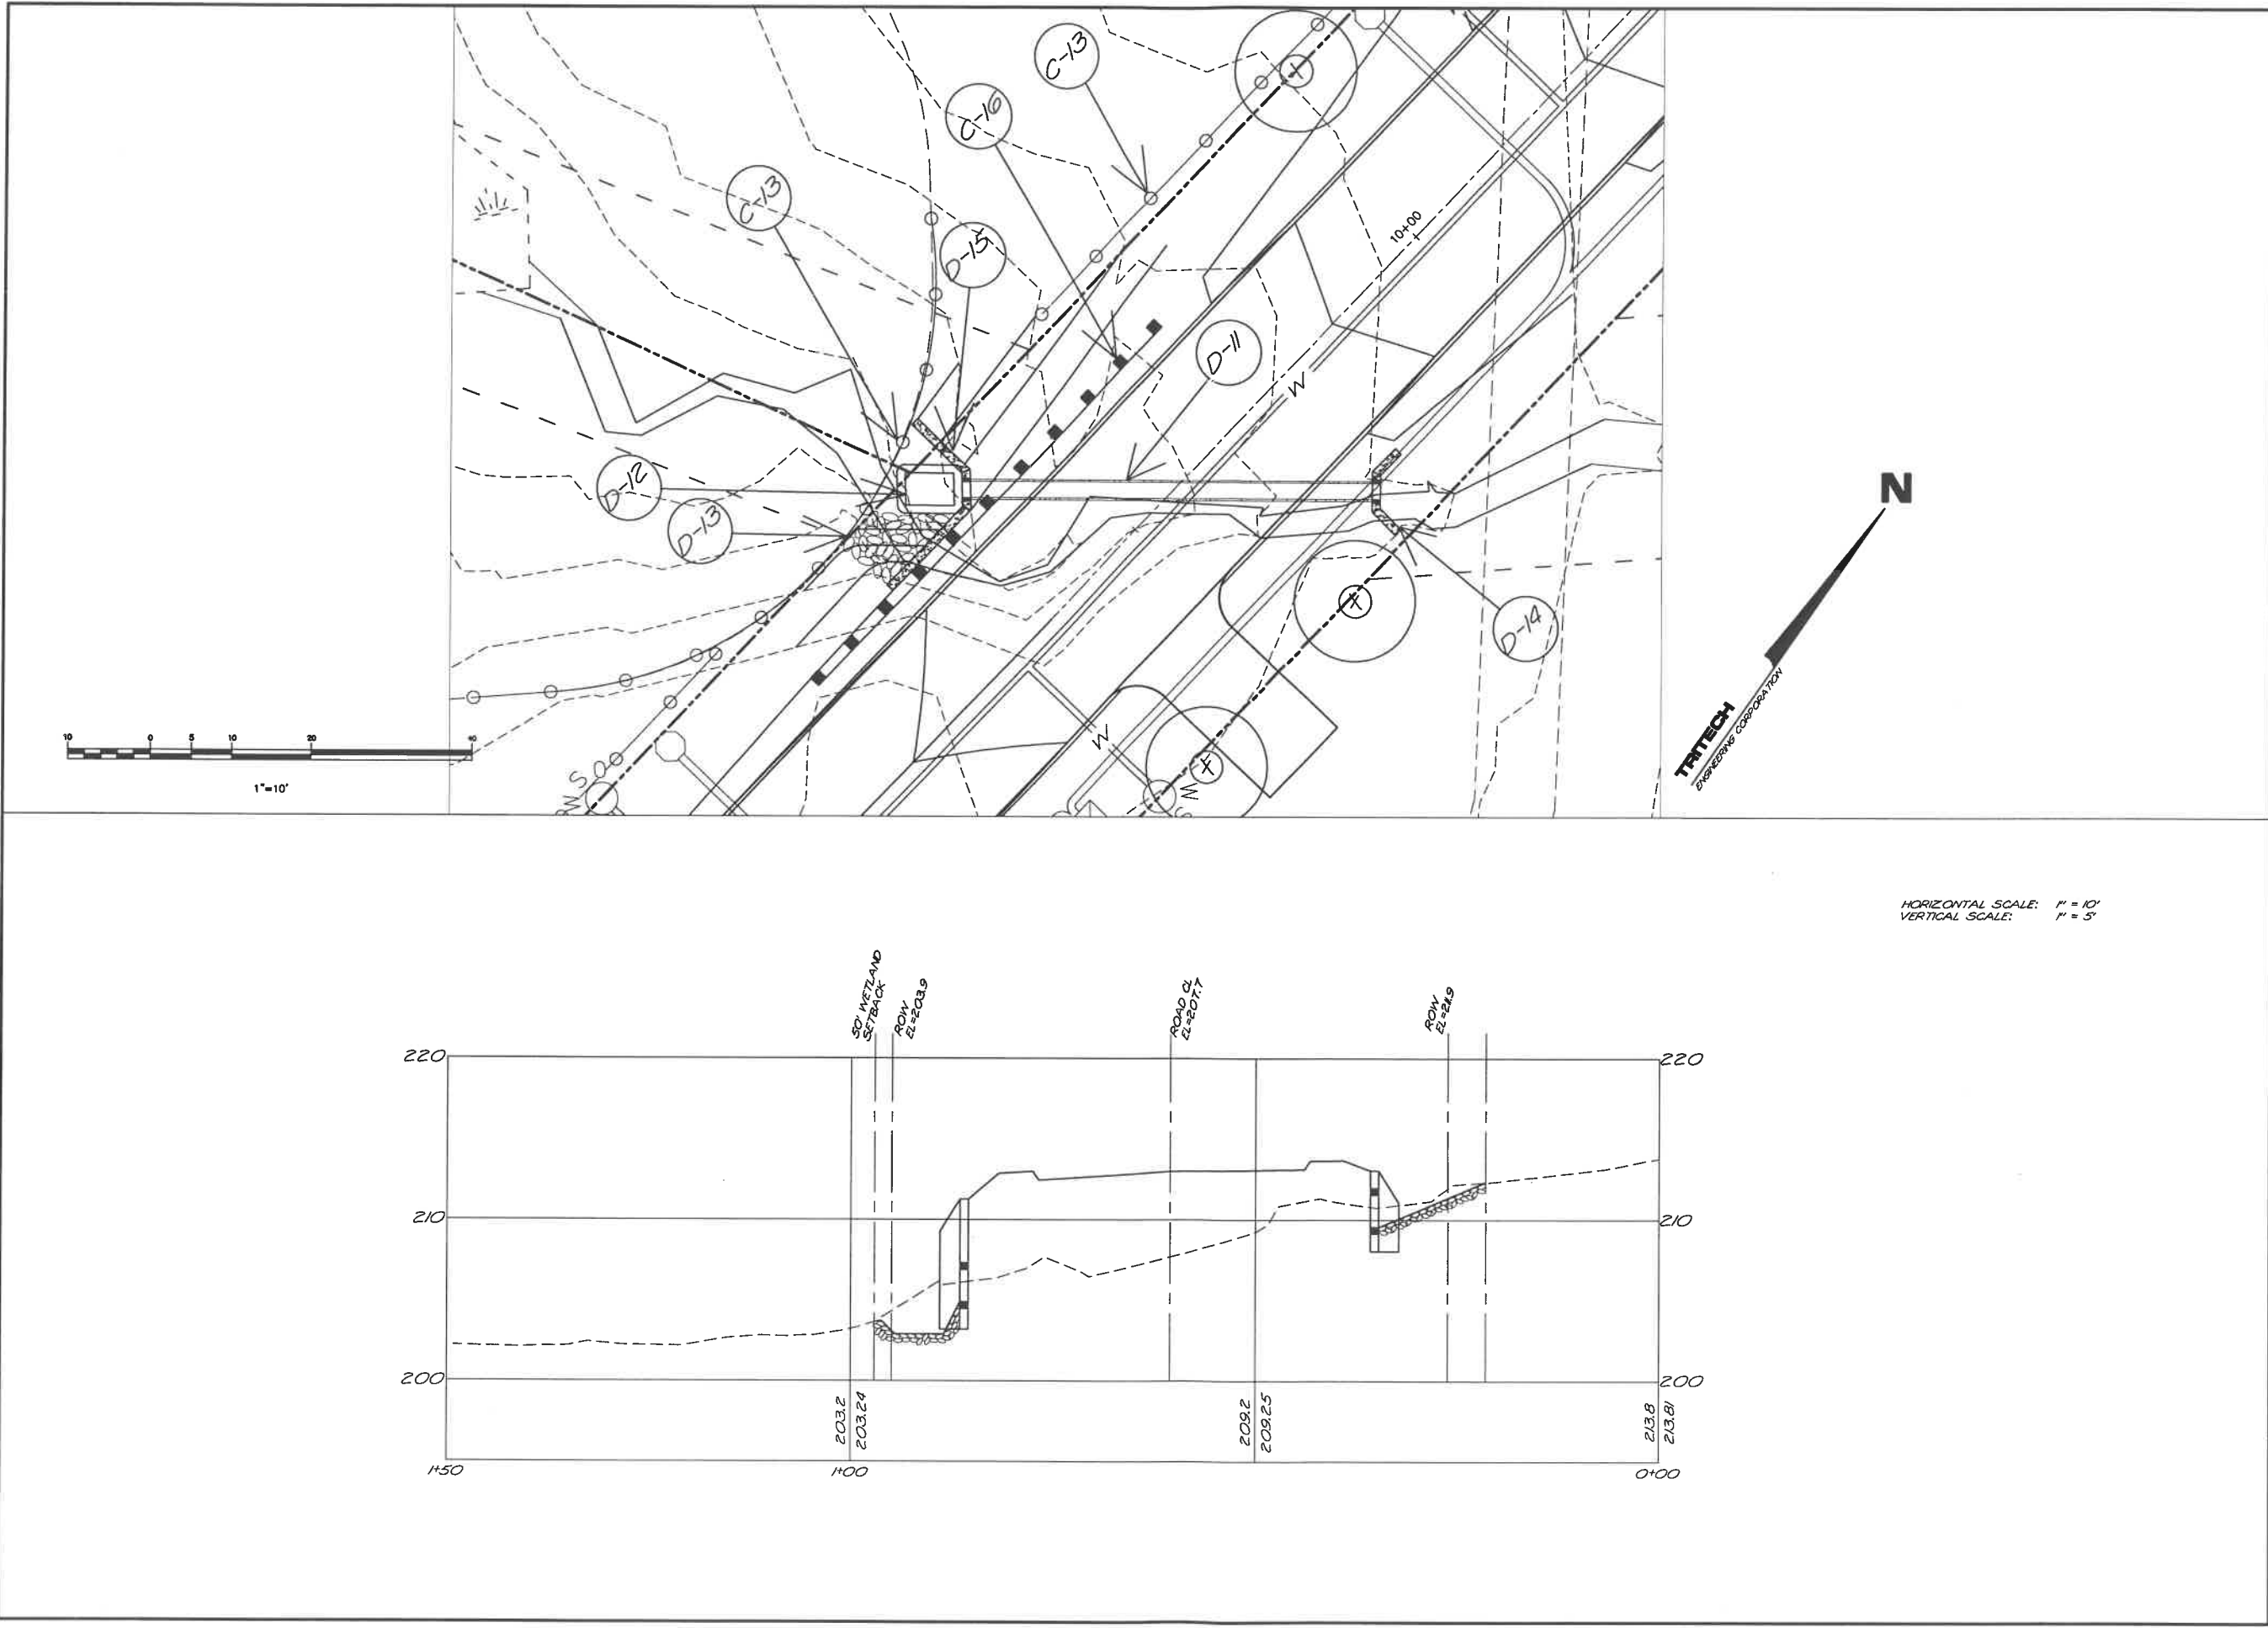 C-13
C-16
C-13
D-15
10+00
D-11
W
D-12
D-13
D-14
N
W
W
S
W
S
TRITECH
ENGINEERING CORPORATION
10 0 5 10 20 40
1"=10'
HORIZONTAL SCALE: 1" = 10'
VERTICAL SCALE: 1" = 5'
50' WETLAND
SETBACK
ROW
EL=203.9
ROAD CL
EL=207.7
ROW
EL=211.9
220
220
210
210
200
200
203.2
203.24
209.2
209.25
213.8
213.81
1+50
1+00
0+00